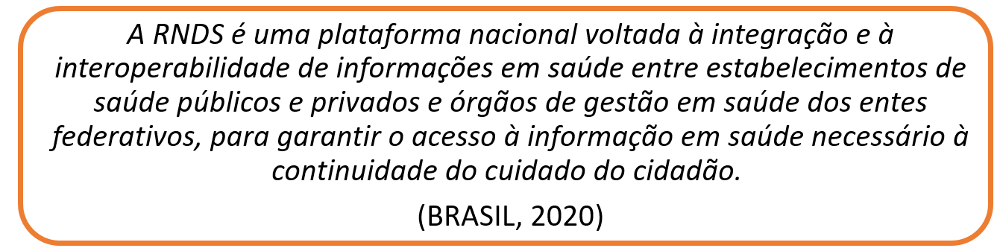 A RNDS é uma plataforma nacional voltada à integração e à
interoperabilidade de informações em saúde entre estabelecimentos de
saúde públicos e privados e órgãos de gestão em saúde dos entes
federativos, para garantir o acesso à informação em saúde necessário à
continuidade do cuidado do cidadão.
(BRASIL, 2020)